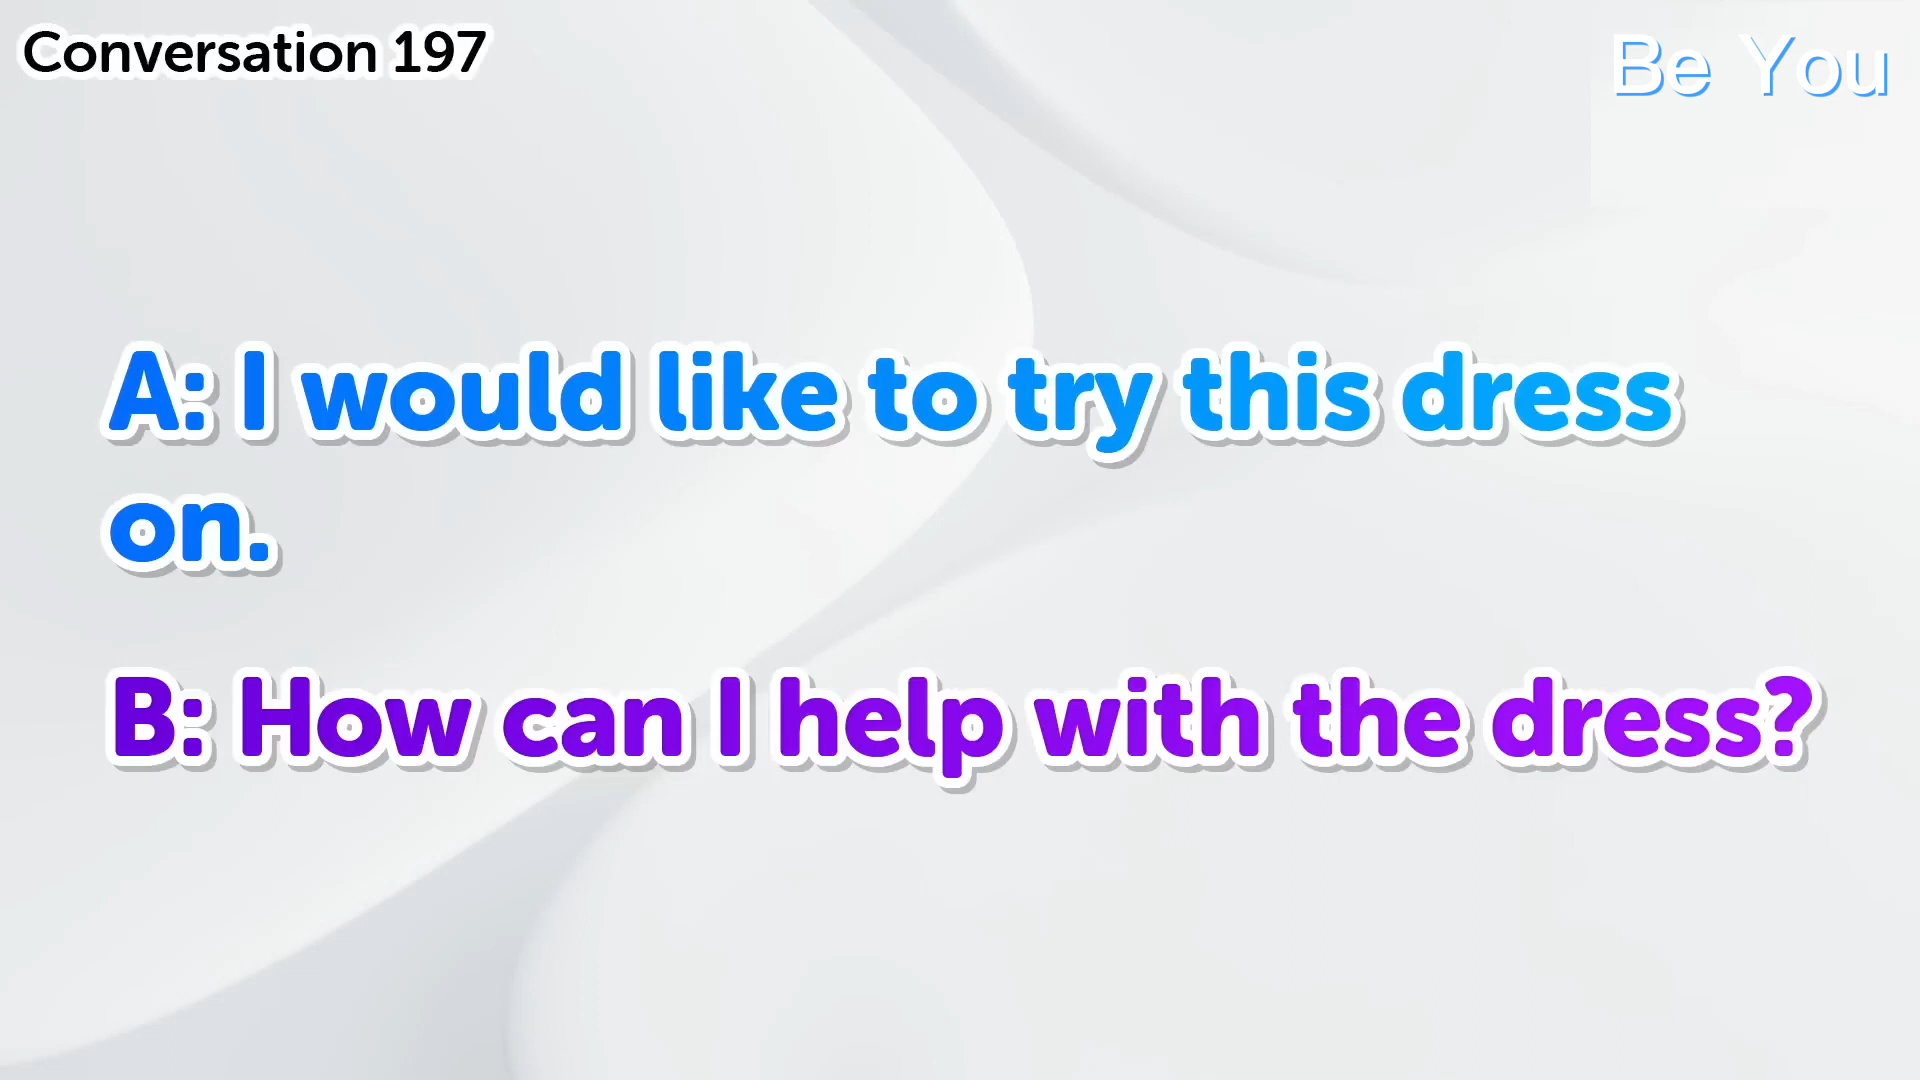 Conversation 197
Be You
A: I would like to try this dress
on.
B: How can I help with the dress?